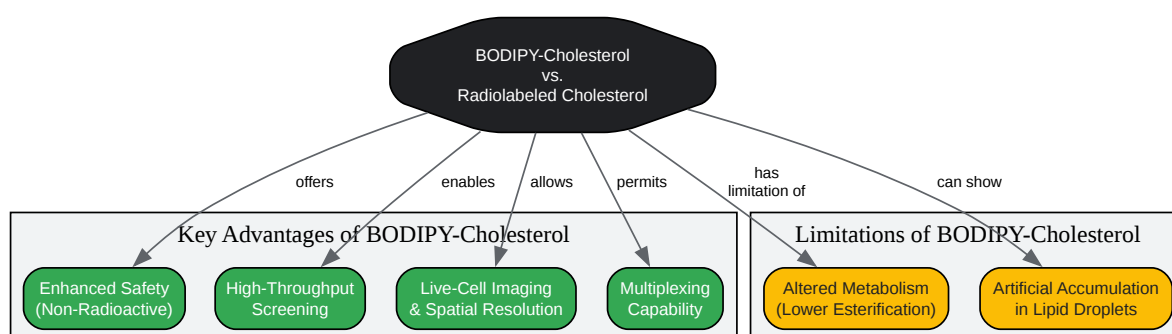 BODIPY-Cholesterol
vs.
Radiolabeled Cholesterol
offers
enables
allows
permits
has
limitation of
can show
Key Advantages of BODIPY-Cholesterol
Limitations of BODIPY-Cholesterol
Enhanced Safety
(Non-Radioactive)
High-Throughput
Screening
Live-Cell Imaging
& Spatial Resolution
Multiplexing
Capability
Altered Metabolism
(Lower Esterification)
Artificial Accumulation
in Lipid Droplets